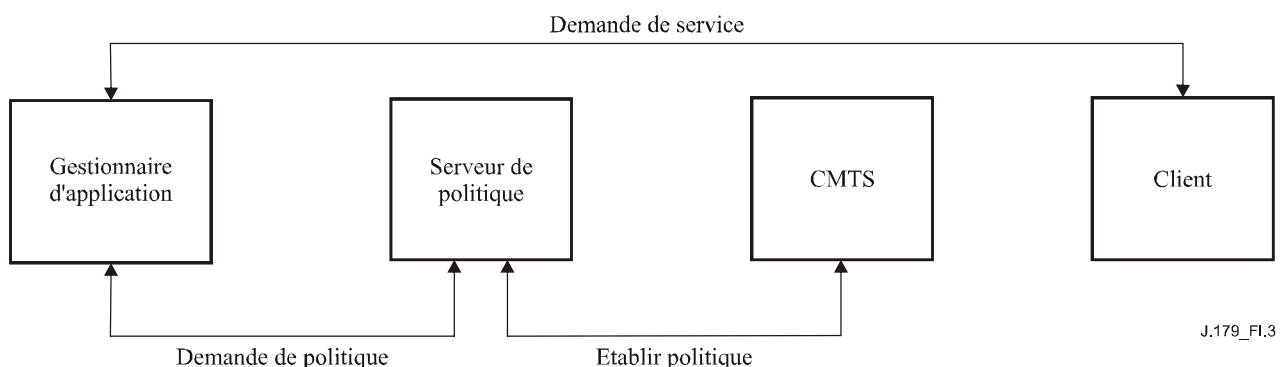 Demande de service
Gestionnaire
d'application
Serveur de
politique
CMTS
Client
Demande de politique
Etablir politique
J.179_FI.3